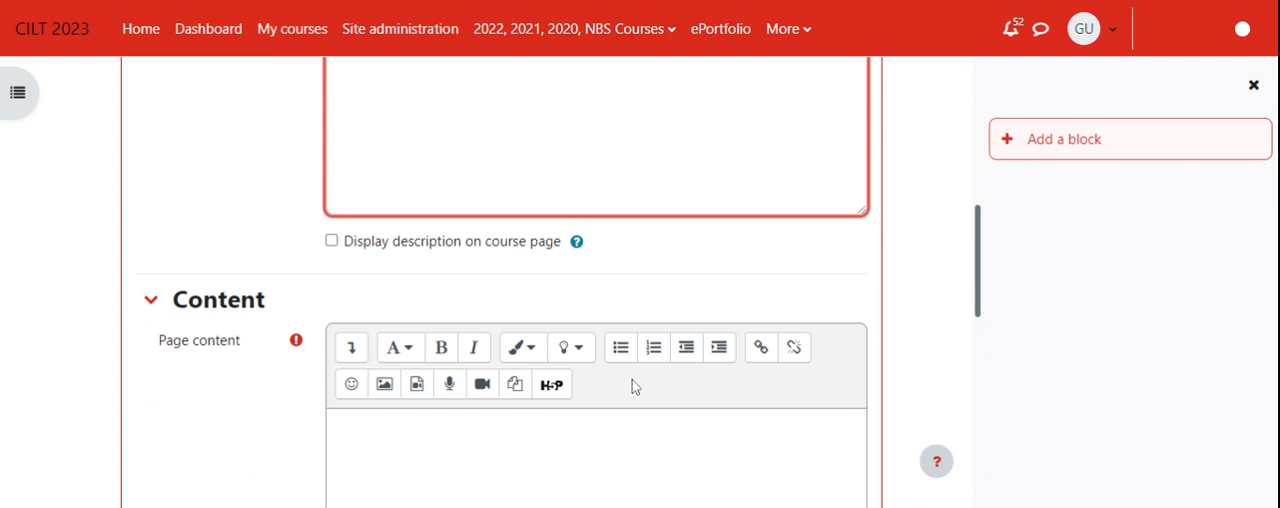 CILT 2023 Home Dashboard My courses Site administration 2022, 2021, 2020, NBS Courses ePortfolio More 52 GU
Add a block
Display description on course page ?
Content
Page content
A B I
H-P
?